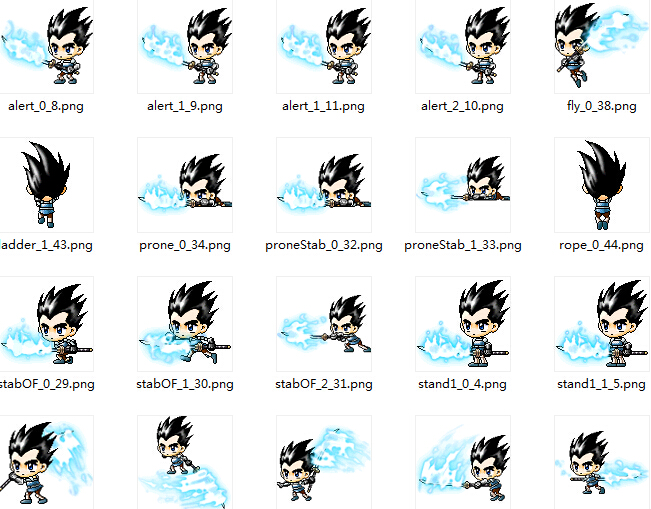 alert_0_8.png
alert_1_9.png
alert_1_11.png
alert_2_10.png
fly_0_38.png
ladder_1_43.png
prone_0_34.png
proneStab_0_32.png
proneStab_1_33.png
rope_0_44.png
stabOF_0_29.png
stabOF_1_30.png
stabOF_2_31.png
stand1_0_4.png
stand1_1_5.png